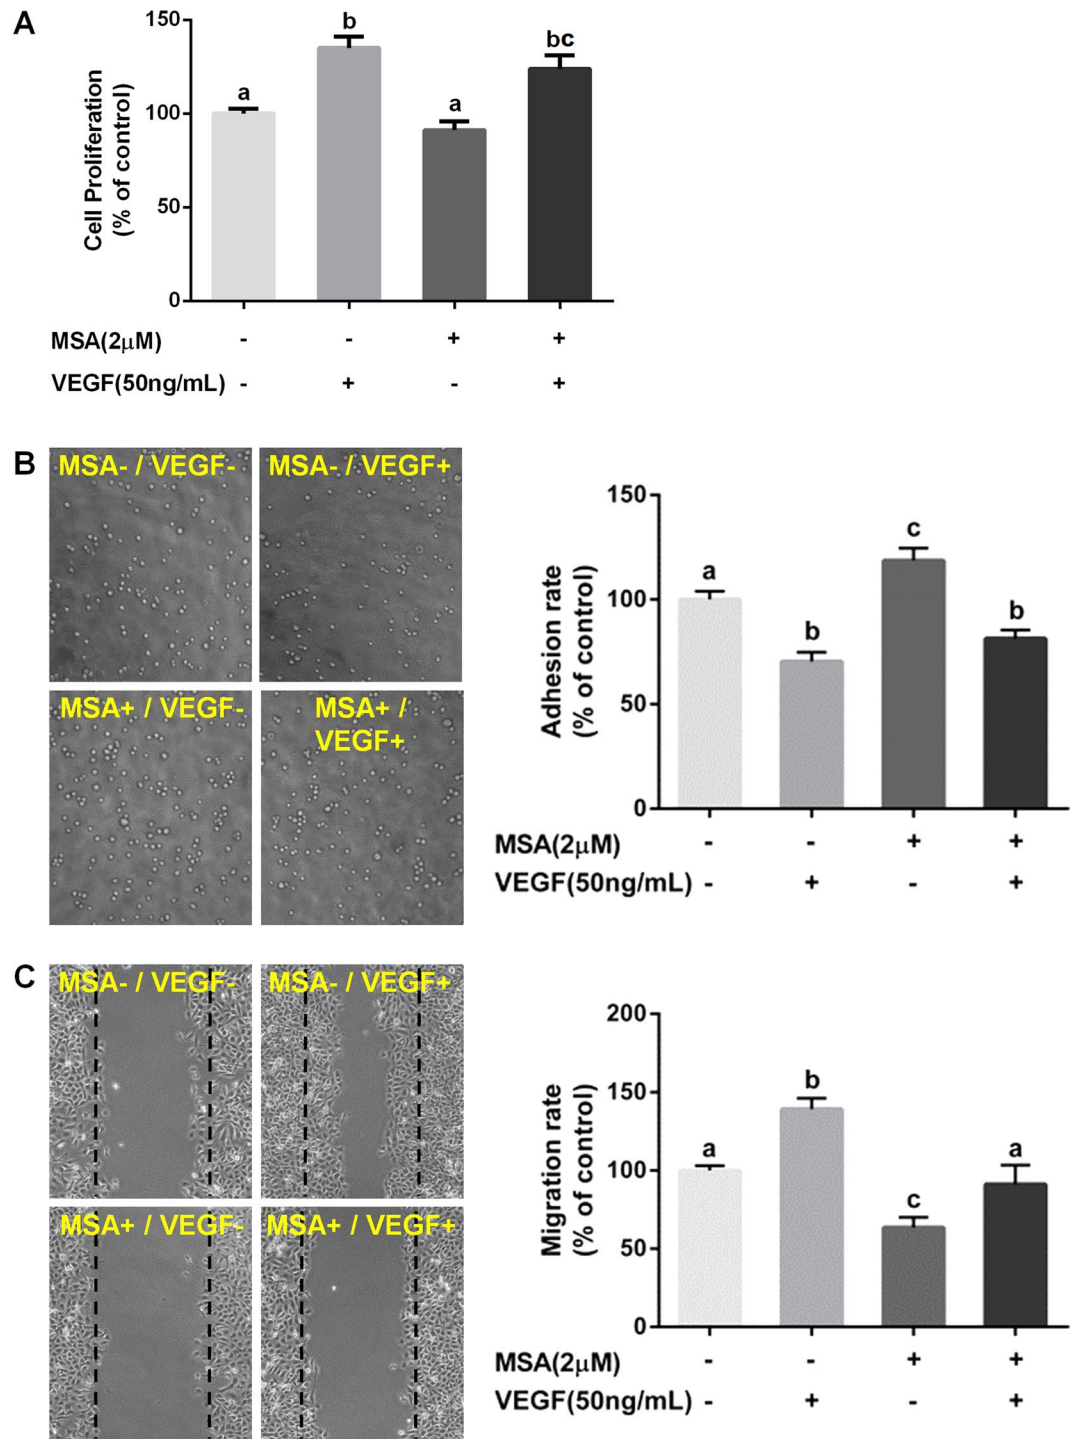 A
Cell Proliferation
(% of control)
150
100
50
0
a
b
a
bc
MSA(2μM) - - + +
VEGF(50ng/mL) - + - +
B
MSA- / VEGF-
MSA- / VEGF+
MSA+ / VEGF-
MSA+ /
VEGF+
Adhesion rate
(% of control)
150
100
50
0
a
b
c
b
MSA(2μM) - - + +
VEGF(50ng/mL) - + - +
C
MSA- / VEGF-
MSA- / VEGF+
MSA+ / VEGF-
MSA+ / VEGF+
Migration rate
(% of control)
200
150
100
50
0
a
b
c
a
MSA(2μM) - - + +
VEGF(50ng/mL) - + - +